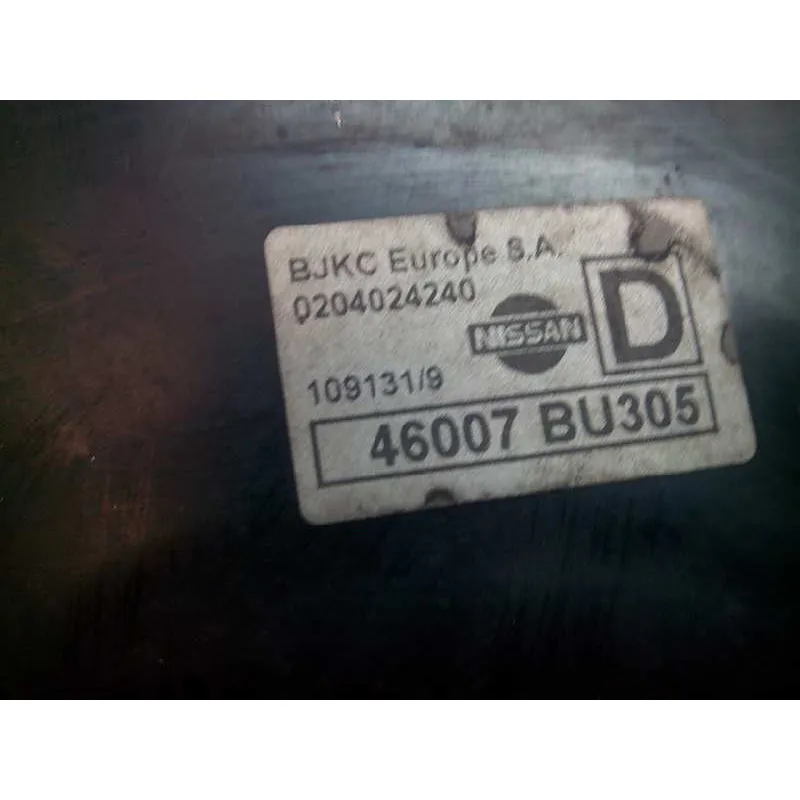 BJKC Europe S.A.
0204024240
NISSAN
D
109131/9
46007 BU305